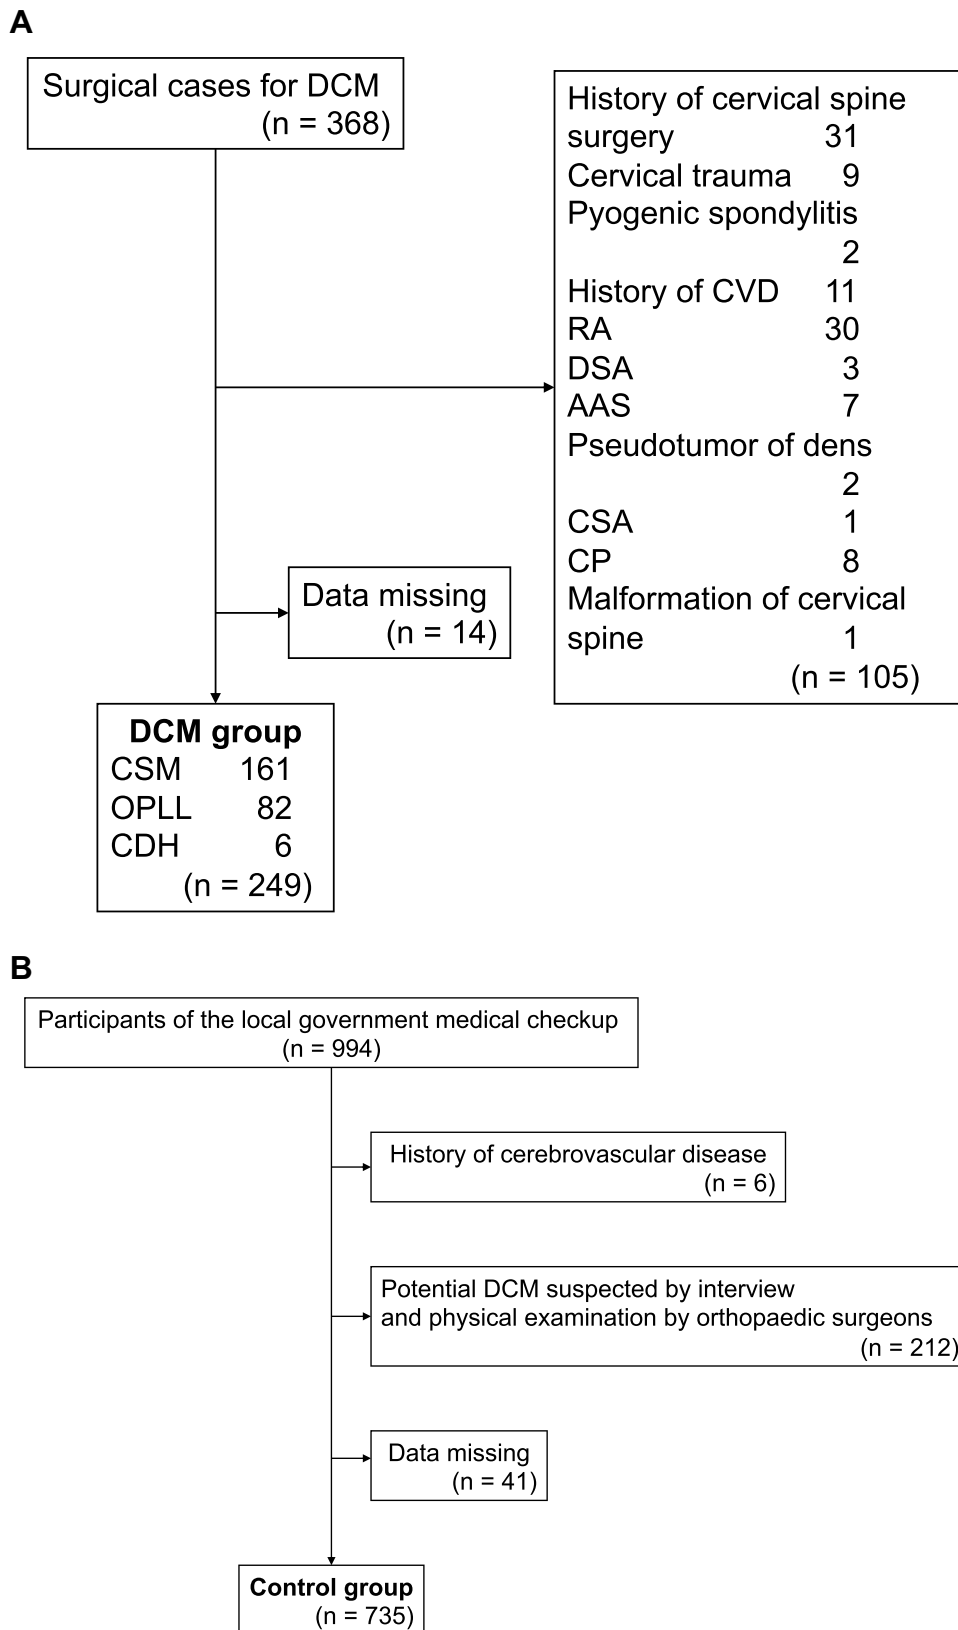 A
Surgical cases for DCM
(n = 368)
History of cervical spine
surgery 31
Cervical trauma 9
Pyogenic spondylitis
2
History of CVD 11
RA 30
DSA 3
AAS 7
Pseudotumor of dens
2
CSA 1
CP 8
Malformation of cervical
spine 1
(n = 105)
Data missing
(n = 14)
DCM group
CSM 161
OPLL 82
CDH 6
(n = 249)
B
Participants of the local government medical checkup
(n = 994)
History of cerebrovascular disease
(n = 6)
Potential DCM suspected by interview
and physical examination by orthopaedic surgeons
(n = 212)
Data missing
(n = 41)
Control group
(n = 735)